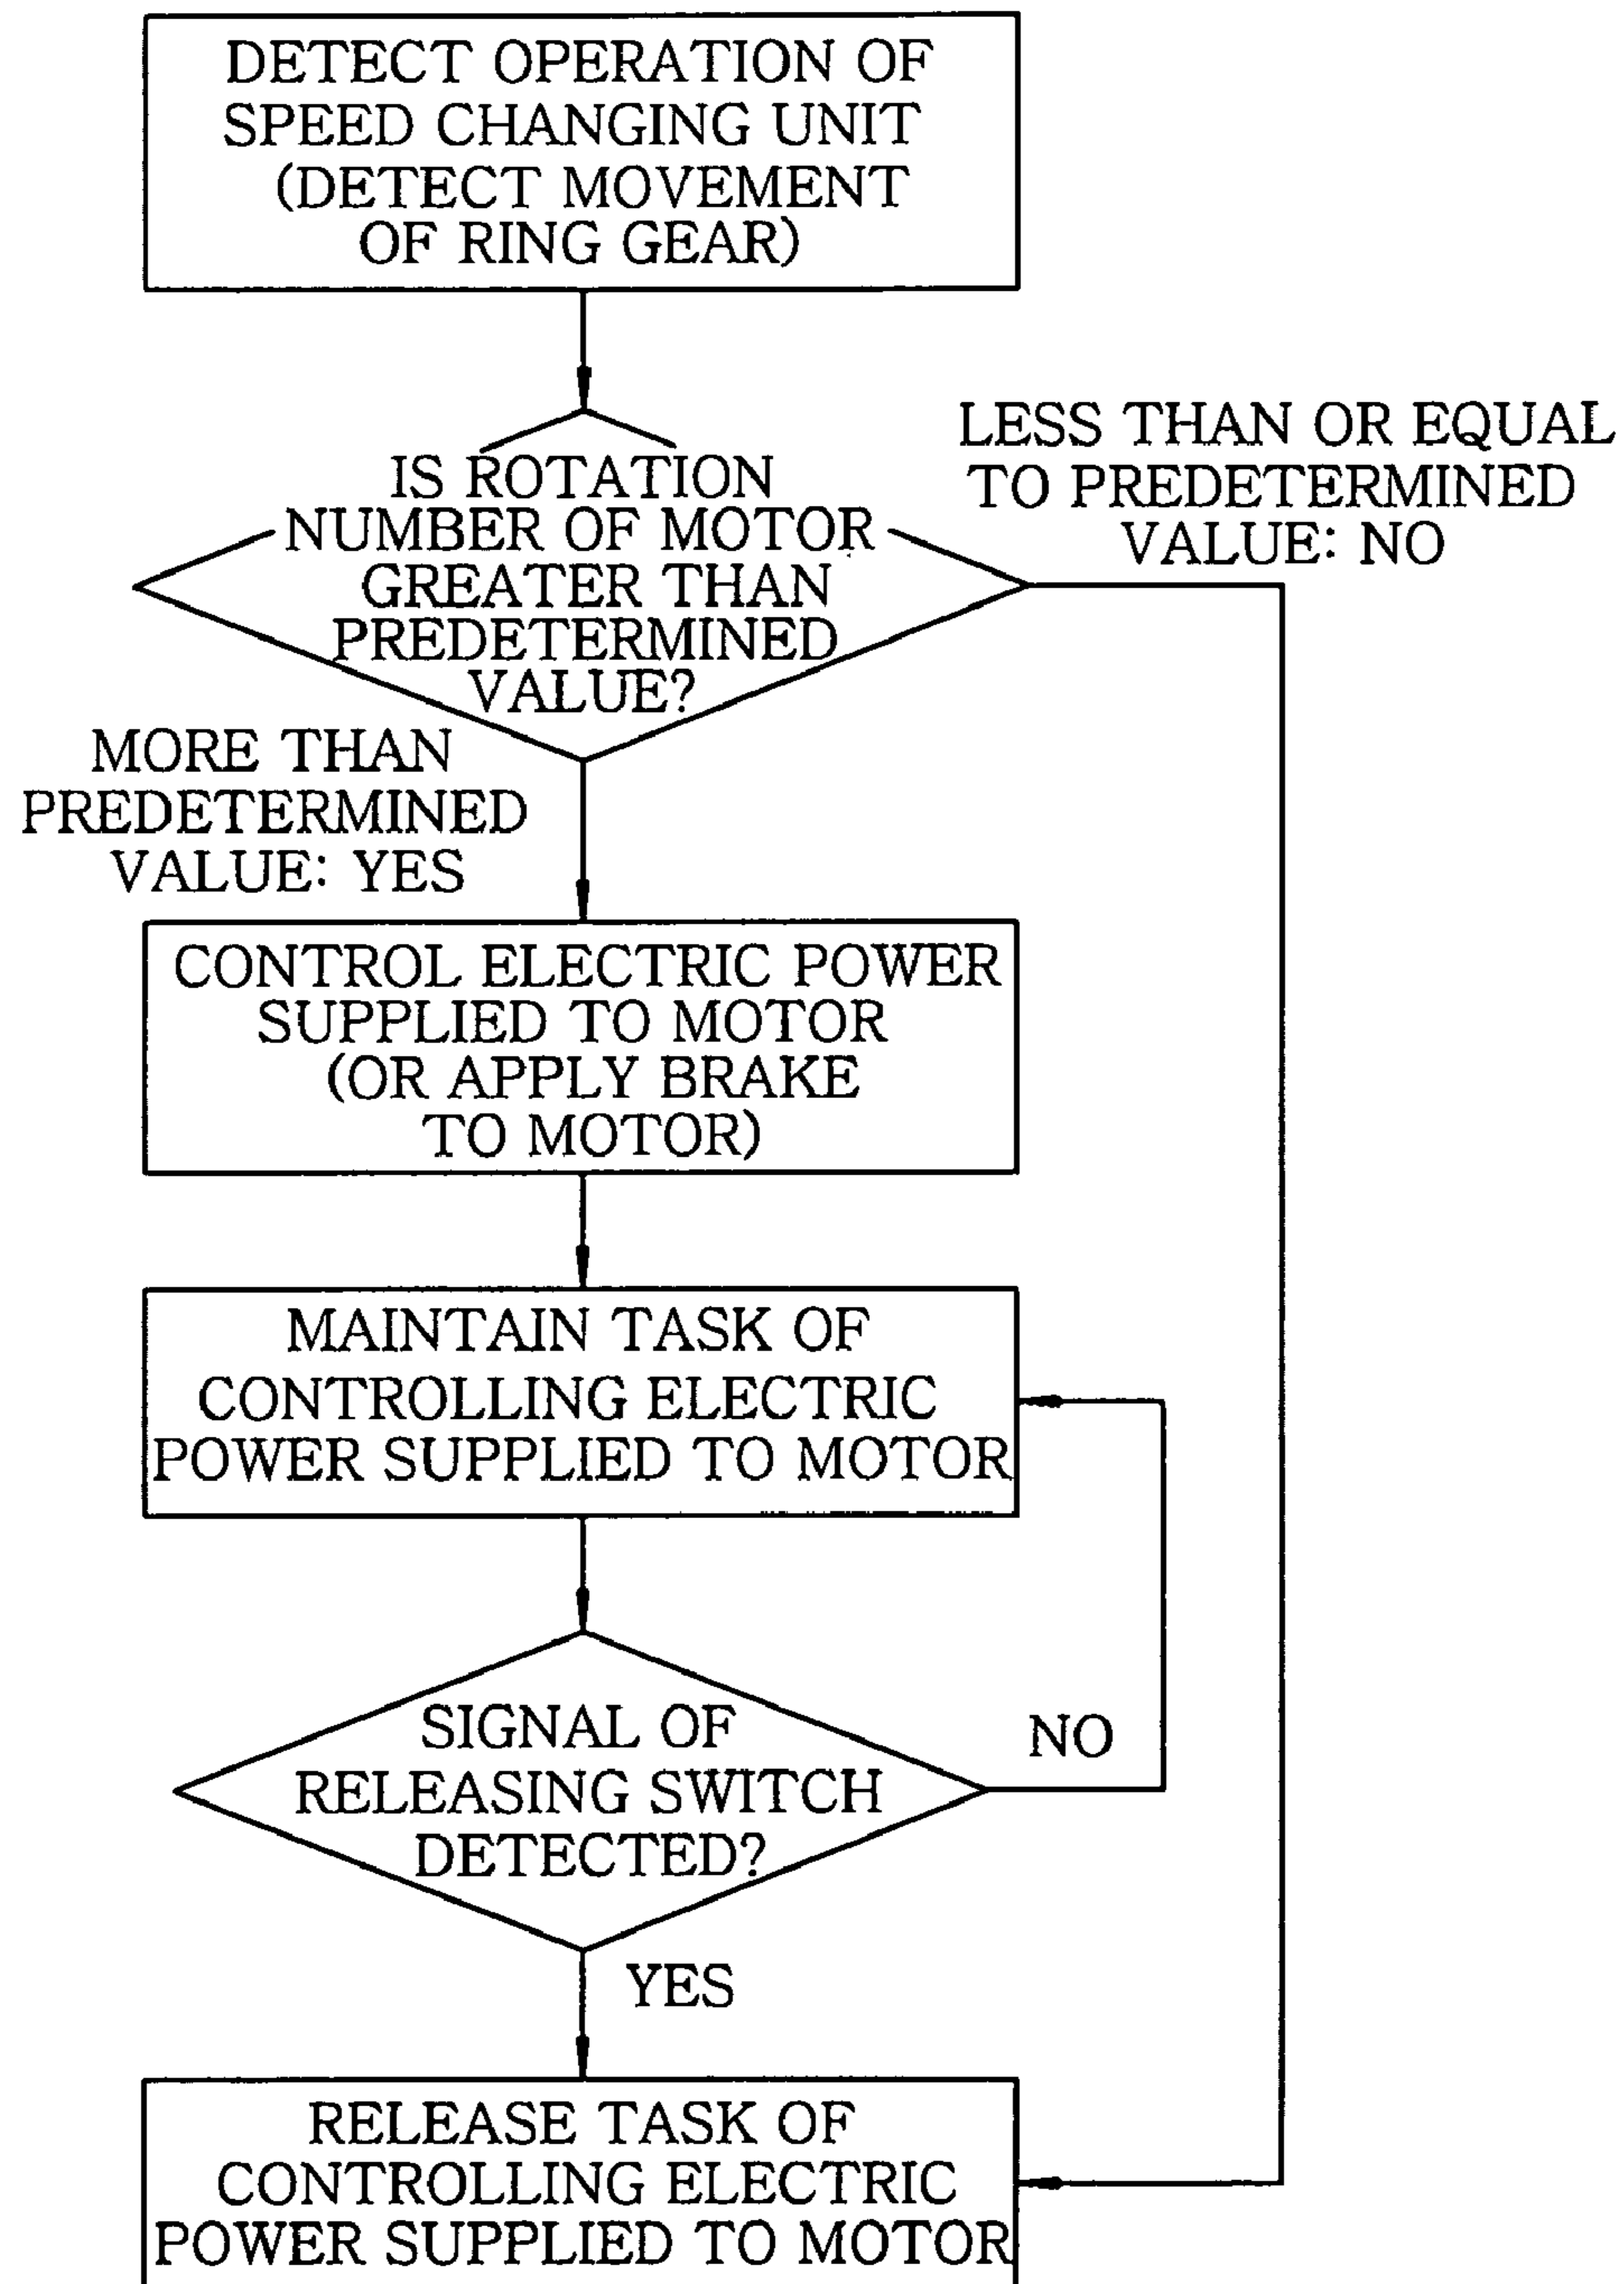 DETECT OPERATION OF
SPEED CHANGING UNIT
(DETECT MOVEMENT
OF RING GEAR)
IS ROTATION
NUMBER OF MOTOR
GREATER THAN
PREDETERMINED
VALUE?
LESS THAN OR EQUAL
TO PREDETERMINED
VALUE: NO
MORE THAN
PREDETERMINED
VALUE: YES
CONTROL ELECTRIC POWER
SUPPLIED TO MOTOR
(OR APPLY BRAKE
TO MOTOR)
MAINTAIN TASK OF
CONTROLLING ELECTRIC
POWER SUPPLIED TO MOTOR
SIGNAL OF
RELEASING SWITCH
DETECTED?
NO
YES
RELEASE TASK OF
CONTROLLING ELECTRIC
POWER SUPPLIED TO MOTOR